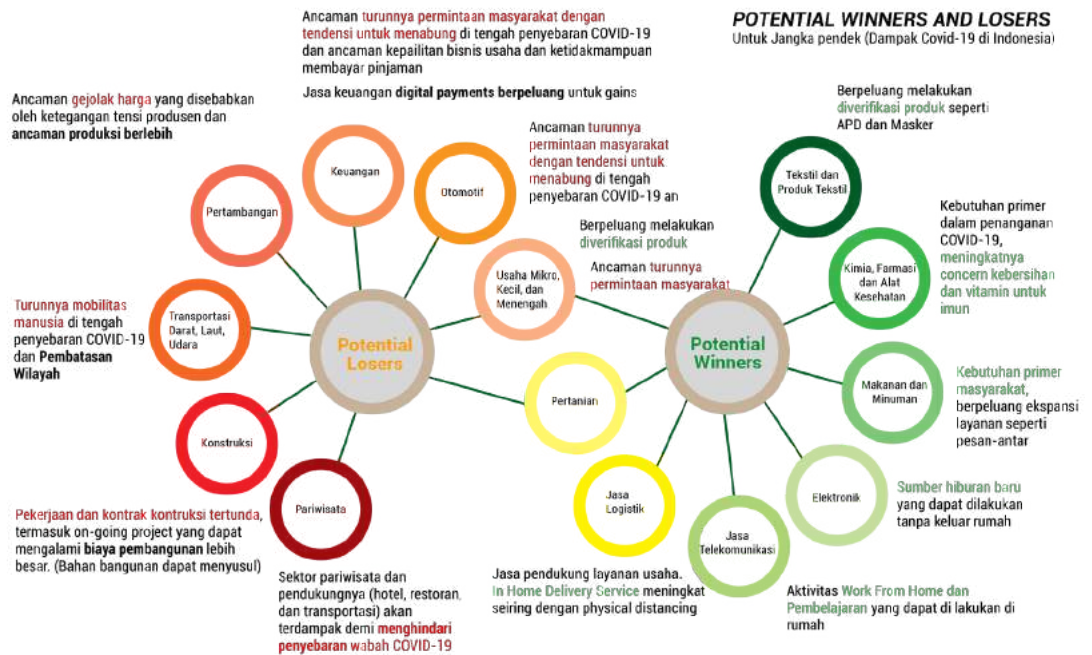 POTENTIAL WINNERS AND LOSERS
Untuk Jangka pendek (Dampak Covid-19 di Indonesia)
Ancaman turunnya permintaan masyarakat dengan
tendensi untuk menabung di tengah penyebaran COVID-19
dan ancaman kepailitan bisnis usaha dan ketidakmampuan
membayar pinjaman
Jasa keuangan digital payments berpeluang untuk gains
Ancaman gejolak harga yang disebabkan
oleh ketegangan tensi produsen dan
ancaman produksi berlebih
Ancaman turunnya
permintaan masyarakat
dengan tendensi untuk
menabung di tengah
penyebaran COVID-19 an
Berpeluang melakukan
diverifikasi produk seperti
APD dan Masker
Keuangan
Otomotif
Pertambangan
Tekstil dan
Produk Tekstil
Berpeluang melakukan
diverifikasi produk
Ancaman turunnya
permintaan masyarakat
Usaha Mikro,
Kecil, dan
Menengah
Kebutuhan primer
dalam penanganan
COVID-19,
meningkatnya
concern kebersihan
dan vitamin untuk
imun
Kimia, Farmasi
dan Alat
Kesehatan
Turunnya mobilitas
manusia di tengah
penyebaran COVID-19
dan Pembatasan
Wilayah
Transportasi
Darat, Laut,
Udara
Potential
Losers
Potential
Winners
Makanan dan
Minuman
Kebutuhan primer
masyarakat,
berpeluang ekspansi
layanan seperti
pesan-antar
Pertanian
Konstruksi
Pariwisata
Jasa
Logistik
Jasa
Telekomunikasi
Elektronik
Sumber hiburan baru
yang dapat dilakukan
tanpa keluar rumah
Pekerjaan dan kontrak kontruksi tertunda,
termasuk on-going project yang dapat
mengalami biaya pembangunan lebih
besar. (Bahan bangunan dapat menyusul)
Sektor pariwisata dan
pendukungnya (hotel, restoran,
dan transportasi) akan
terdampak demi menghindari
penyebaran wabah COVID-19
Jasa pendukung layanan usaha.
In Home Delivery Service meningkat
seiring dengan physical distancing
Aktivitas Work From Home dan
Pembelajaran yang dapat di lakukan di
rumah